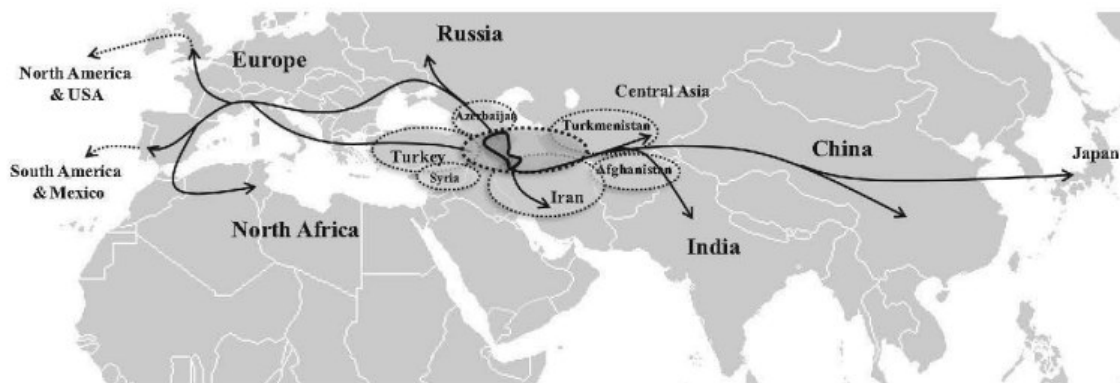 Russia
Europe
North America
& USA
Central Asia
Azerbaijan
Turkmenistan
China
Turkey
Japan
South America
& Mexico
Syria
Afghanistan
Iran
North Africa
India